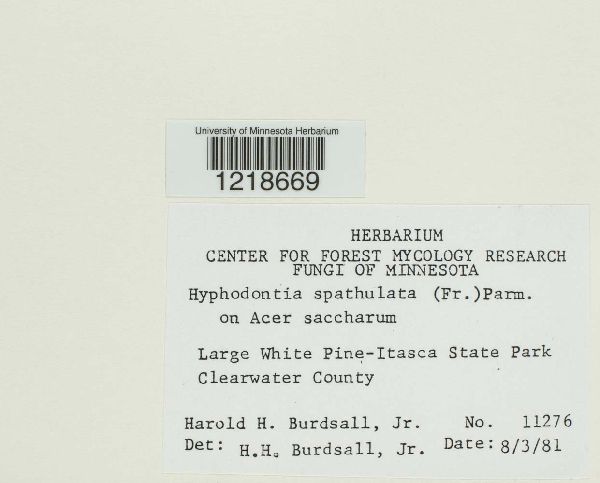 University of Minnesota Herbarium
1218669
HERBARIUM
CENTER FOR FOREST MYCOLOGY RESEARCH
FUNGI OF MINNESOTA
Hyphodontia spathulata (Fr.)Parm.
on Acer saccharum
Large White Pine-Itasca State Park
Clearwater County
Harold H. Burdsall, Jr. No. 11276
Det: H.H. Burdsall, Jr. Date: 8/3/81